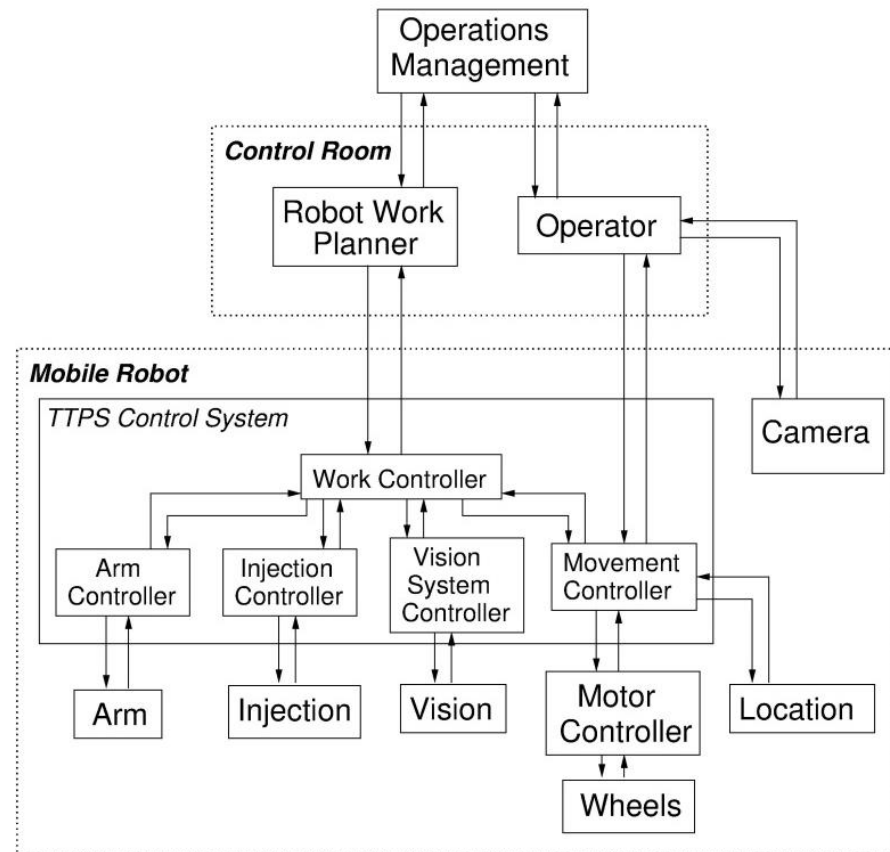 Operations
Management
Control Room
Robot Work
Planner
Operator
Mobile Robot
TTPS Control System
Camera
Work Controller
Arm
Controller
Injection
Controller
Vision
System
Controller
Movement
Controller
Arm
Injection
Vision
Motor
Controller
Location
Wheels